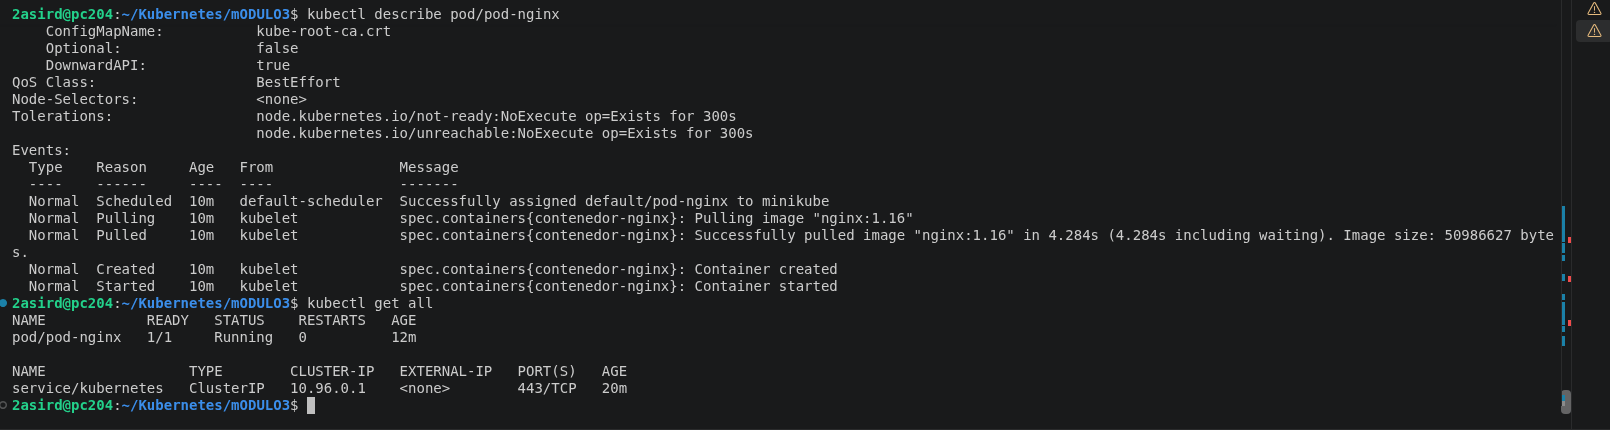 2asird@pc204:~/Kubernetes/mODULO3$ kubectl describe pod/pod-nginx
    ConfigMapName:           kube-root-ca.crt
    Optional:                false
    DownwardAPI:             true
QoS Class:                   BestEffort
Node-Selectors:              <none>
Tolerations:                 node.kubernetes.io/not-ready:NoExecute op=Exists for 300s
                             node.kubernetes.io/unreachable:NoExecute op=Exists for 300s
Events:
  Type    Reason     Age   From               Message
  ----    ------     ----  ----               -------
  Normal  Scheduled  10m   default-scheduler  Successfully assigned default/pod-nginx to minikube
  Normal  Pulling    10m   kubelet            spec.containers{contenedor-nginx}: Pulling image "nginx:1.16"
  Normal  Pulled     10m   kubelet            spec.containers{contenedor-nginx}: Successfully pulled image "nginx:1.16" in 4.284s (4.284s including waiting). Image size: 50986627 byte
s.
  Normal  Created    10m   kubelet            spec.containers{contenedor-nginx}: Container created
  Normal  Started    10m   kubelet            spec.containers{contenedor-nginx}: Container started
2asird@pc204:~/Kubernetes/mODULO3$ kubectl get all
NAME            READY   STATUS    RESTARTS   AGE
pod/pod-nginx   1/1     Running   0          12m
NAME                 TYPE        CLUSTER-IP   EXTERNAL-IP   PORT(S)   AGE
service/kubernetes   ClusterIP   10.96.0.1    <none>        443/TCP   20m
2asird@pc204:~/Kubernetes/mODULO3$